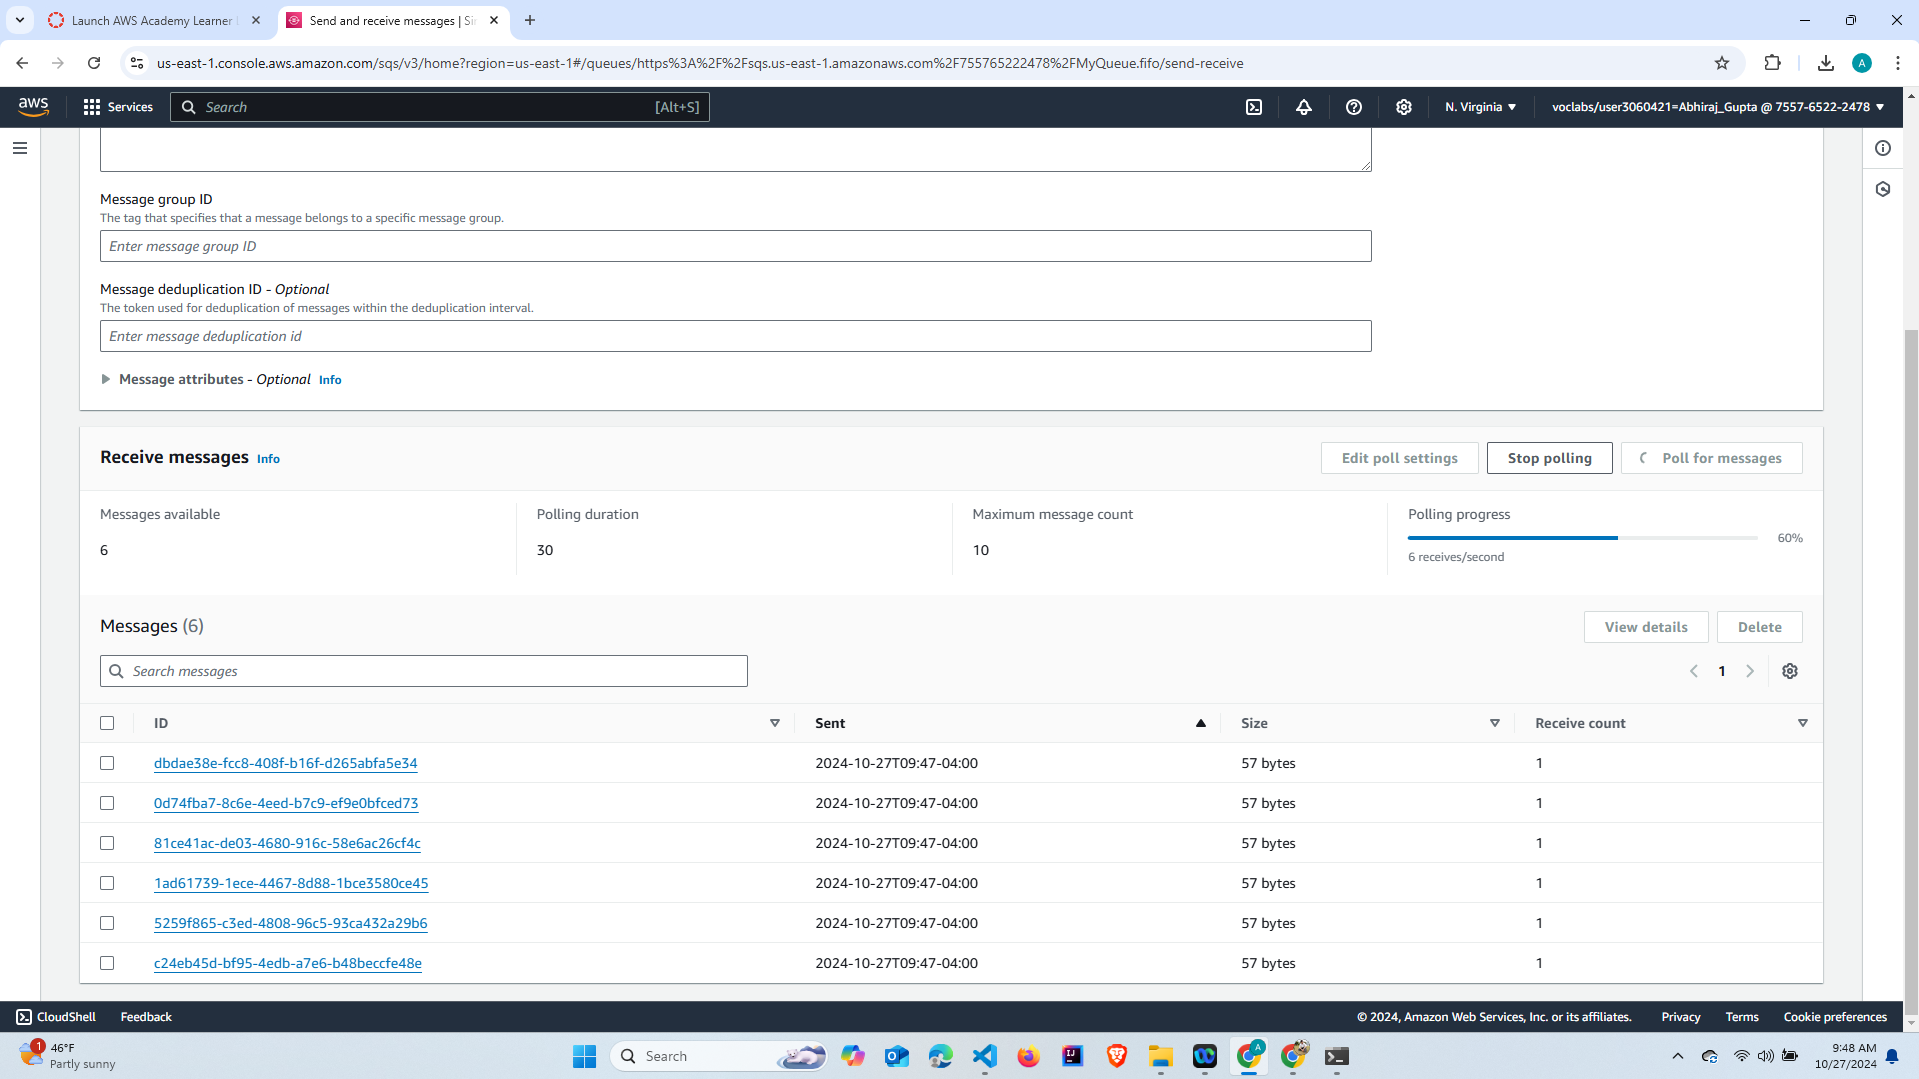 Launch AWS Academy Learner
Send and receive messages | Si
us-east-1.console.aws.amazon.com/sqs/v3/home?region=us-east-1#/queues/https%3A%2F%2Fsqs.us-east-1.amazonaws.com%2F755765222478%2FMyQueue.fifo/send-receive
A
aws
Services
Search
[Alt+S]
N. Virginia
voclabs/user3060421=Abhiraj_Gupta @ 7557-6522-2478
Message group ID
The tag that specifies that a message belongs to a specific message group.
Enter message group ID
Message deduplication ID - Optional
The token used for deduplication of messages within the deduplication interval.
Enter message deduplication id
Message attributes - Optional Info
Receive messages Info
Edit poll settings
Stop polling
Poll for messages
Messages available
6
Polling duration
30
Maximum message count
10
Polling progress
60%
6 receives/second
Messages (6)
View details
Delete
Search messages
1
ID Sent Size Receive count
dbdae38e-fcc8-408f-b16f-d265abfa5e34 2024-10-27T09:47-04:00 57 bytes 1
0d74fba7-8c6e-4eed-b7c9-ef9e0bfced73 2024-10-27T09:47-04:00 57 bytes 1
81ce41ac-de03-4680-916c-58e6ac26cf4c 2024-10-27T09:47-04:00 57 bytes 1
1ad61739-1ece-4467-8d88-1bce3580ce45 2024-10-27T09:47-04:00 57 bytes 1
5259f865-c3ed-4808-96c5-93ca432a29b6 2024-10-27T09:47-04:00 57 bytes 1
c24eb45d-bf95-4edb-a7e6-b48beccfe48e 2024-10-27T09:47-04:00 57 bytes 1
CloudShell
Feedback
© 2024, Amazon Web Services, Inc. or its affiliates.
Privacy
Terms
Cookie preferences
1
46°F
Partly sunny
Search
A
9:48 AM
10/27/2024